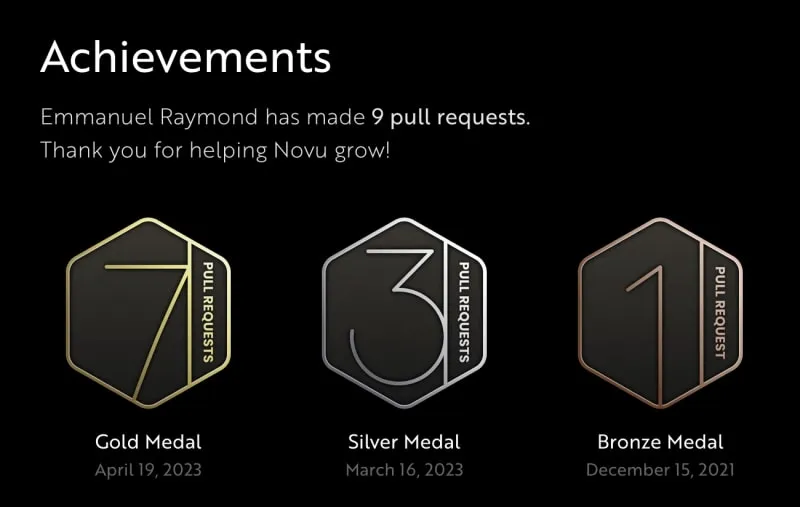 Achievements
Emmanuel Raymond has made 9 pull requests.
Thank you for helping Novu grow!
7 PULL REQUESTS
3 PULL REQUESTS
1 PULL REQUEST
Gold Medal
Silver Medal
Bronze Medal
April 19, 2023
March 16, 2023
December 15, 2021